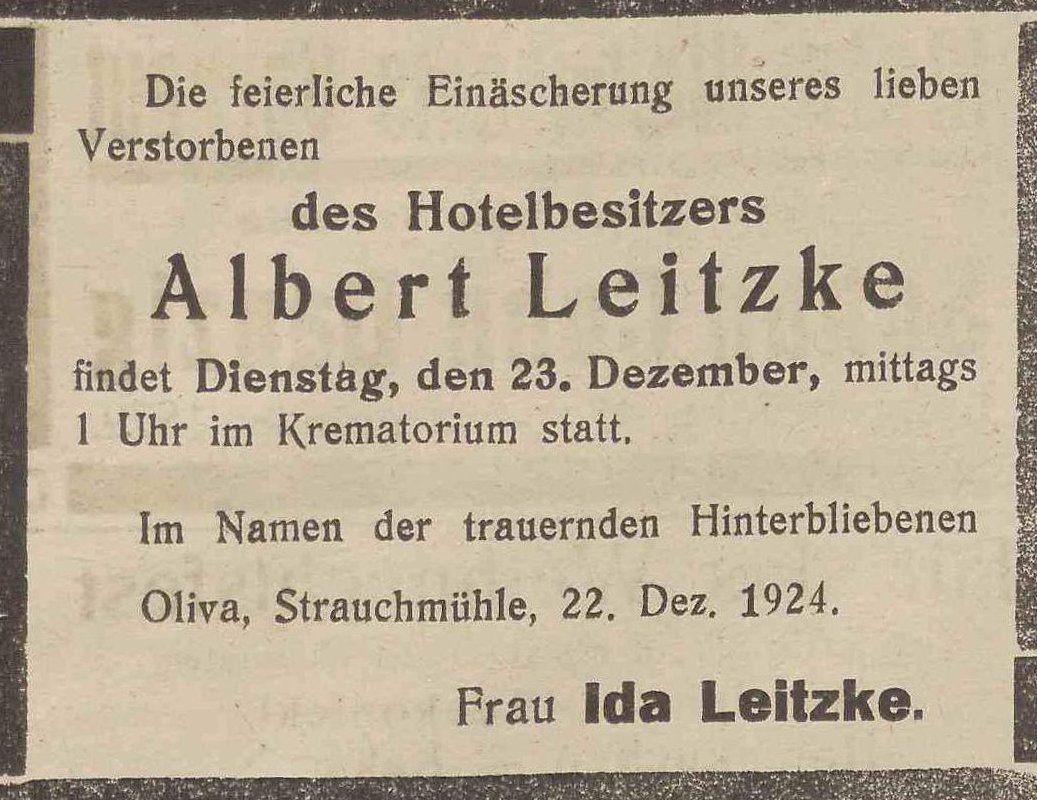 Die feierliche Einäscherung unseres lieben
Verstorbenen
des Hotelbesitzers
Albert Leitzke
findet Dienstag, den 23. Dezember, mittags
1 Uhr im Krematorium statt.
Im Namen der trauernden Hinterbliebenen
Oliva, Strauchmühle, 22. Dez. 1924.
Frau Ida Leitzke.